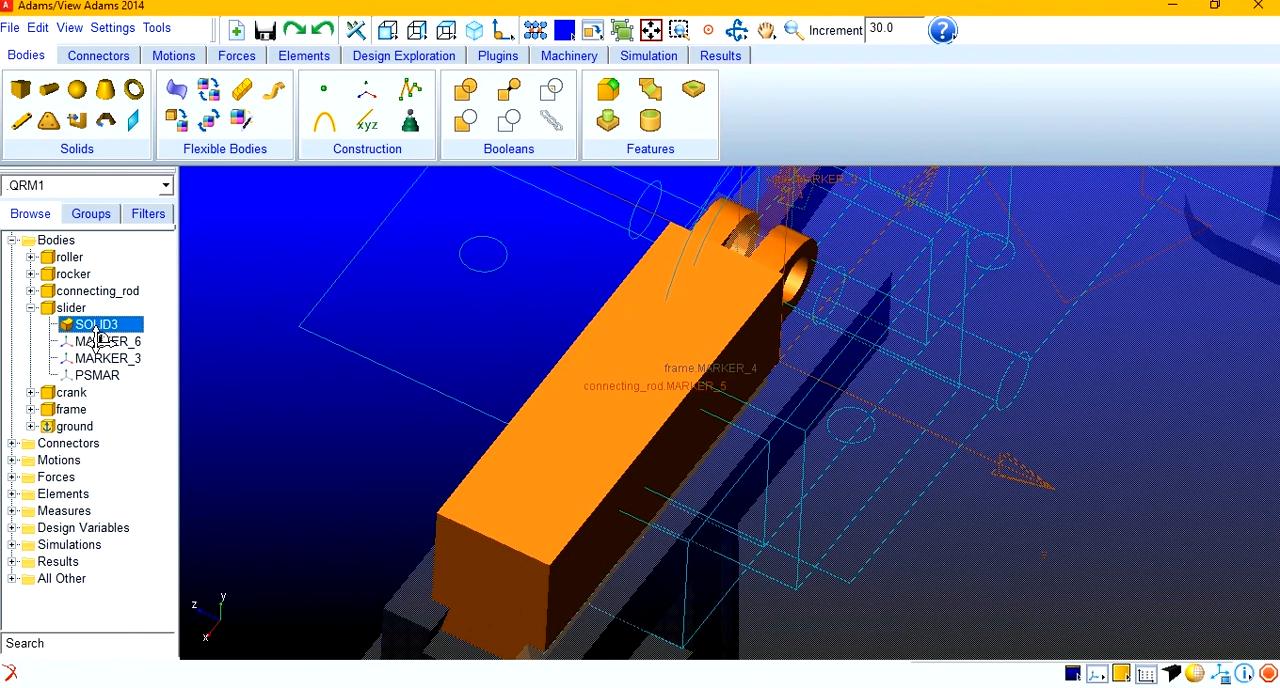 Adams/View Adams 2014
File Edit View Settings Tools
Increment 30.0
Bodies Connectors Motions Forces Elements Design Exploration Plugins Machinery Simulation Results
xyz
Solids Flexible Bodies Construction Booleans Features
.QRM1
Browse Groups Filters
Bodies
roller
rocker
connecting_rod
slider
SOLID3
MARKER_6
MARKER_3
PSMAR
crank
frame
ground
Connectors
Motions
Forces
Elements
Measures
Design Variables
Simulations
Results
All Other
Search
frame.MARKER_4
connecting_rod.MARKER_5
z y
x